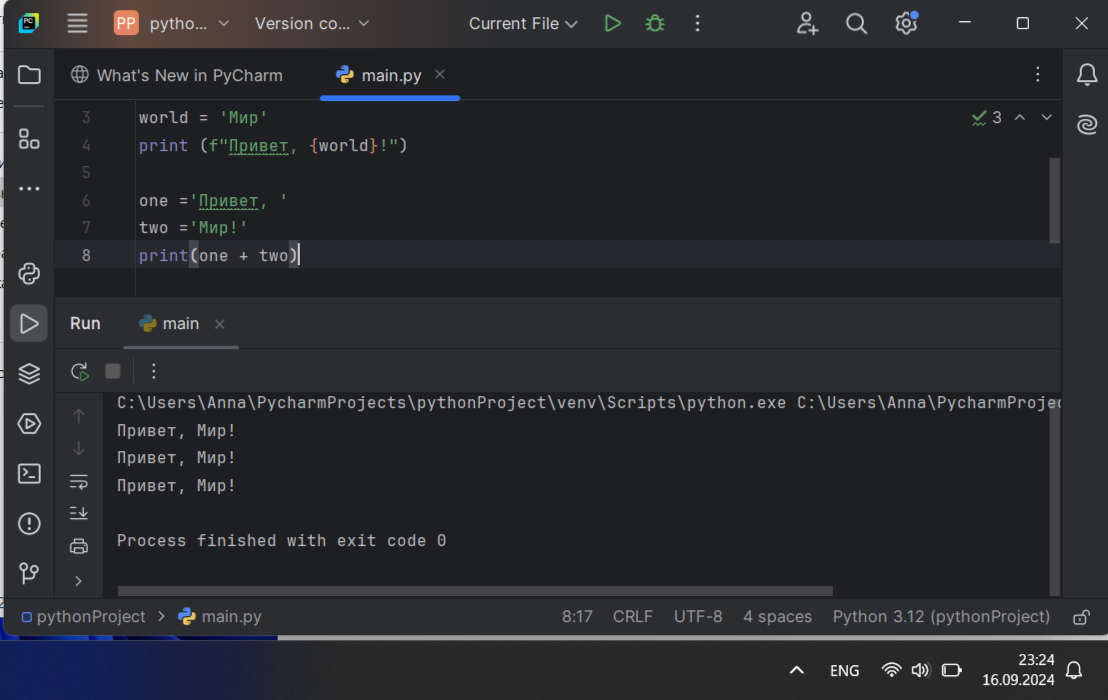 PP pytho... Version co... Current File
What's New in PyCharm main.py
3 world = 'Мир'
4 print (f"Привет, {world}!")
5
6 one ='Привет, '
7 two ='Мир!'
8 print(one + two)
3
Run main
C:\Users\Anna\PycharmProjects\pythonProject\venv\Scripts\python.exe C:\Users\Anna\PycharmProje
Привет, Мир!
Привет, Мир!
Привет, Мир!
Process finished with exit code 0
pythonProject > main.py 8:17 CRLF UTF-8 4 spaces Python 3.12 (pythonProject)
ENG 23:24
16.09.2024